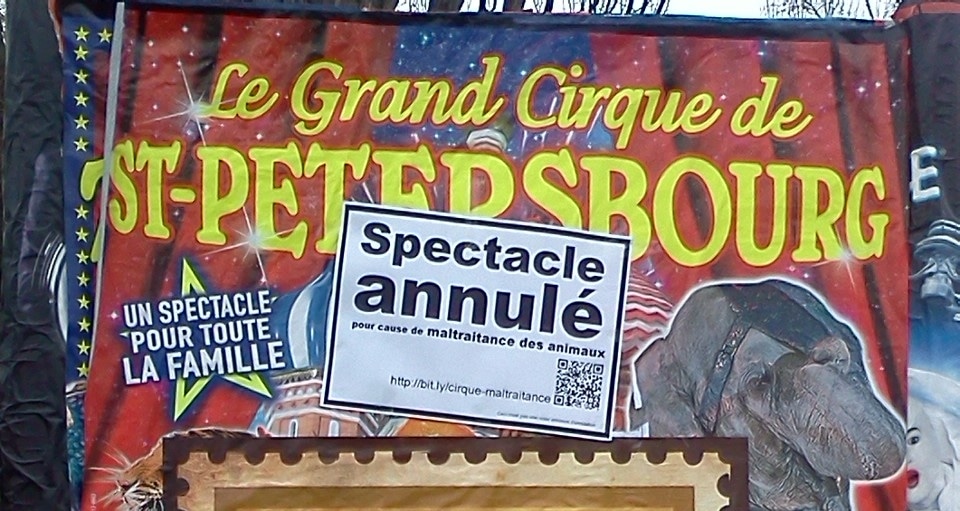 Le Grand Cirque de
ST-PETERSBOURG
UN SPECTACLE
POUR TOUTE
LA FAMILLE
Spectacle
annulé
pour cause de maltraitance des animaux
http://bit.ly/cirque-maltraitance
E